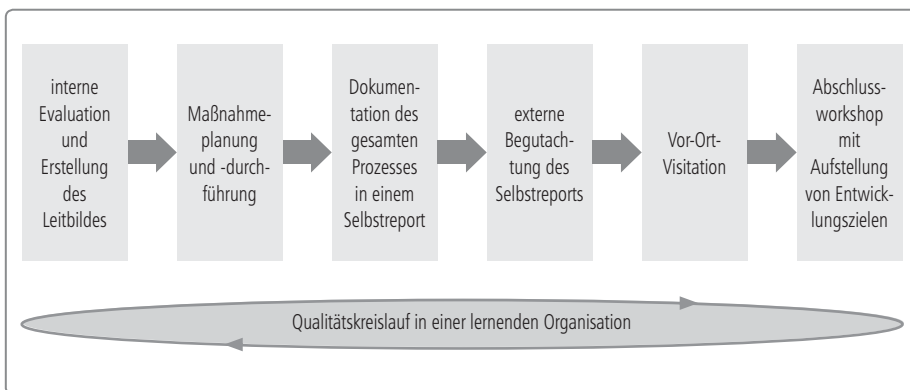 interne
Evaluation
und
Erstellung
des
Leitbildes
Maßnahme-
planung
und -durch-
führung
Dokumen-
tation des
gesamten
Prozesses
in einem
Selbstreport
externe
Begutach-
tung des
Selbstreports
Vor-Ort-
Visitation
Abschluss-
workshop
mit
Aufstellung
von Entwick-
lungszielen
Qualitätskreislauf in einer lernenden Organisation